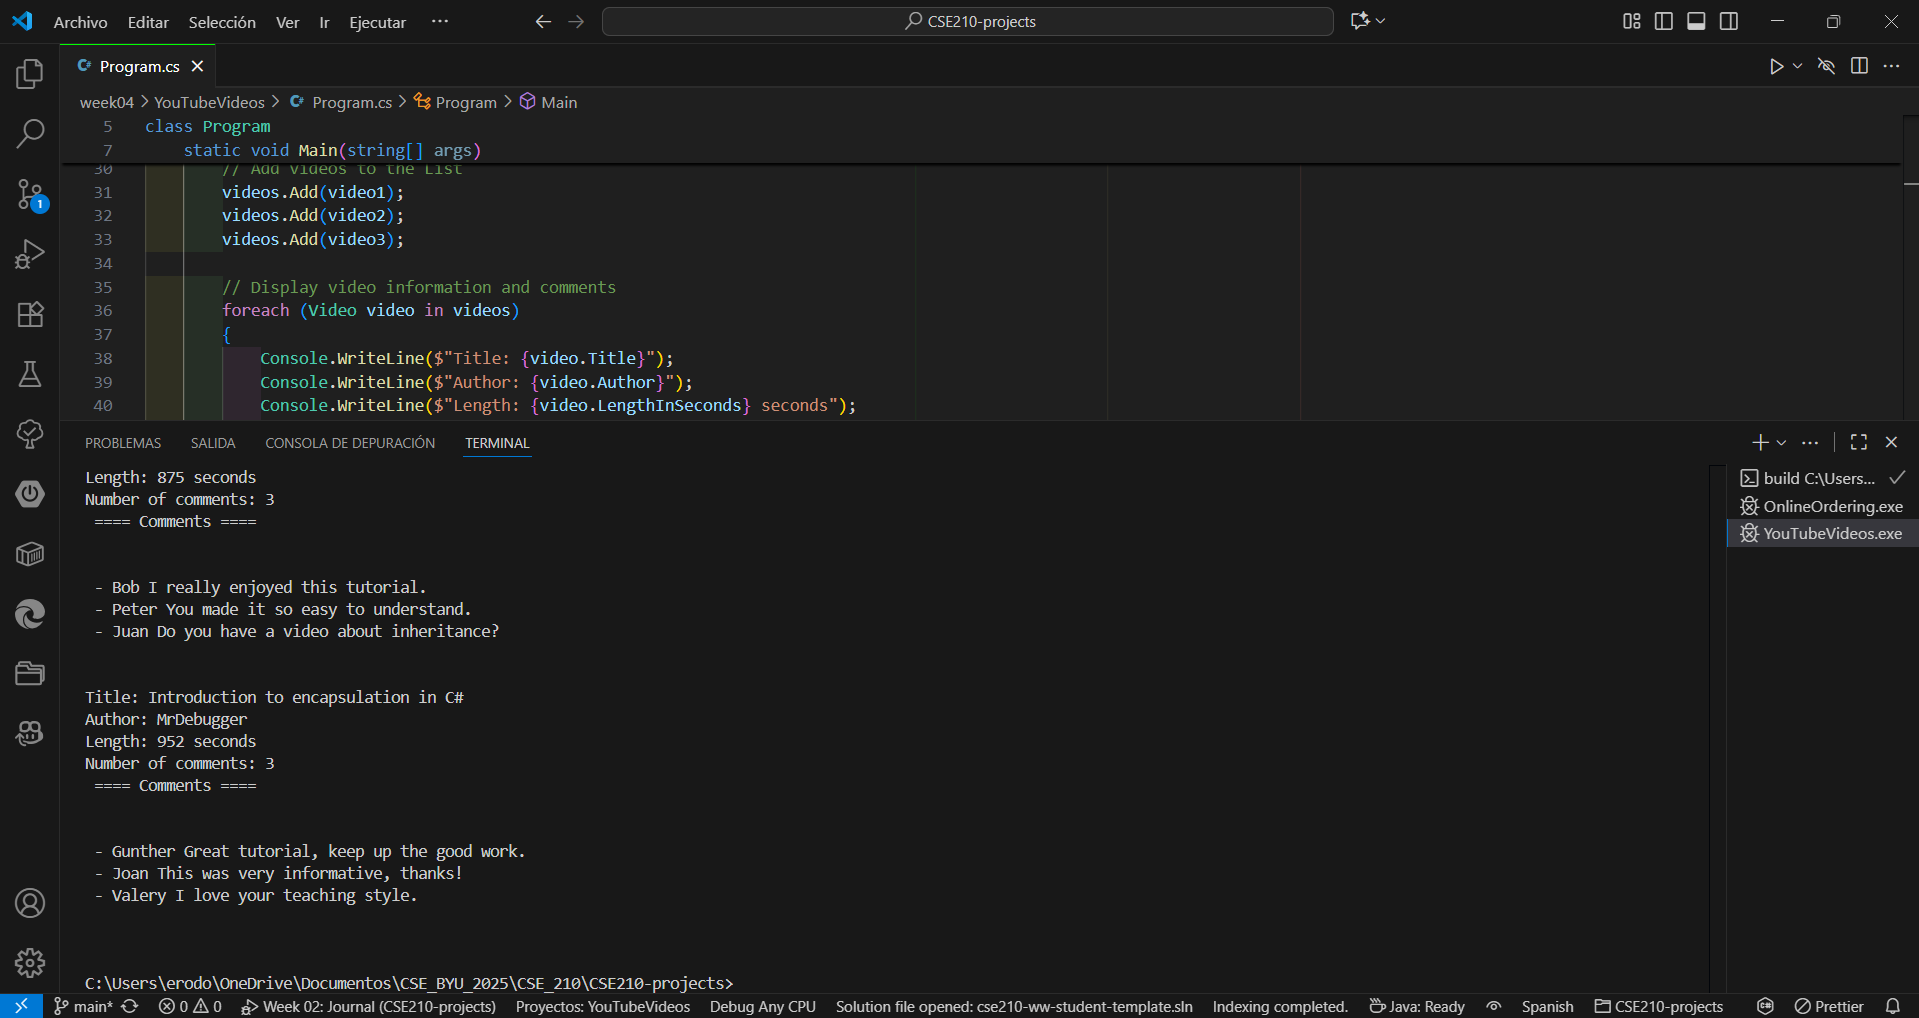 Archivo Editar Selección Ver Ir Ejecutar ··· CSE210-projects
C# Program.cs
week04 > YouTubeVideos > C# Program.cs > Program > Main
5 class Program
7 static void Main(string[] args)
30 // Add videos to the List
31 videos.Add(video1);
32 videos.Add(video2);
33 videos.Add(video3);
34
35 // Display video information and comments
36 foreach (Video video in videos)
37 {
38 Console.WriteLine($"Title: {video.Title}");
39 Console.WriteLine($"Author: {video.Author}");
40 Console.WriteLine($"Length: {video.LengthInSeconds} seconds");
1
PROBLEMAS SALIDA CONSOLA DE DEPURACIÓN TERMINAL
Length: 875 seconds
Number of comments: 3
==== Comments ====
- Bob I really enjoyed this tutorial.
- Peter You made it so easy to understand.
- Juan Do you have a video about inheritance?
Title: Introduction to encapsulation in C#
Author: MrDebugger
Length: 952 seconds
Number of comments: 3
==== Comments ====
- Gunther Great tutorial, keep up the good work.
- Joan This was very informative, thanks!
- Valery I love your teaching style.
C:\Users\erodo\OneDrive\Documentos\CSE_BYU_2025\CSE_210\CSE210-projects>
build C:\Users...
OnlineOrdering.exe
YouTubeVideos.exe
main* 0 0 Week 02: Journal (CSE210-projects) Proyectos: YouTubeVideos Debug Any CPU Solution file opened: cse210-ww-student-template.sln Indexing completed. Java: Ready Spanish CSE210-projects Prettier